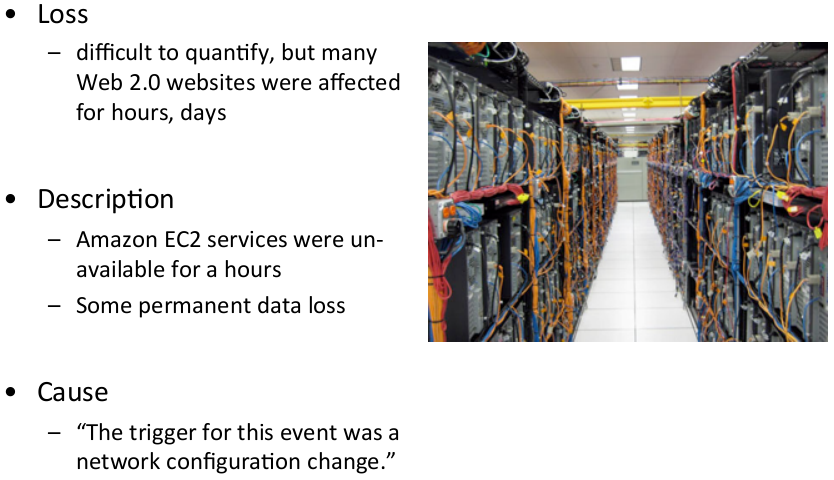 • Loss
– difficult to quantify, but many
Web 2.0 websites were affected
for hours, days
• Description
– Amazon EC2 services were un-
available for a hours
– Some permanent data loss
• Cause
– “The trigger for this event was a
network configuration change.”